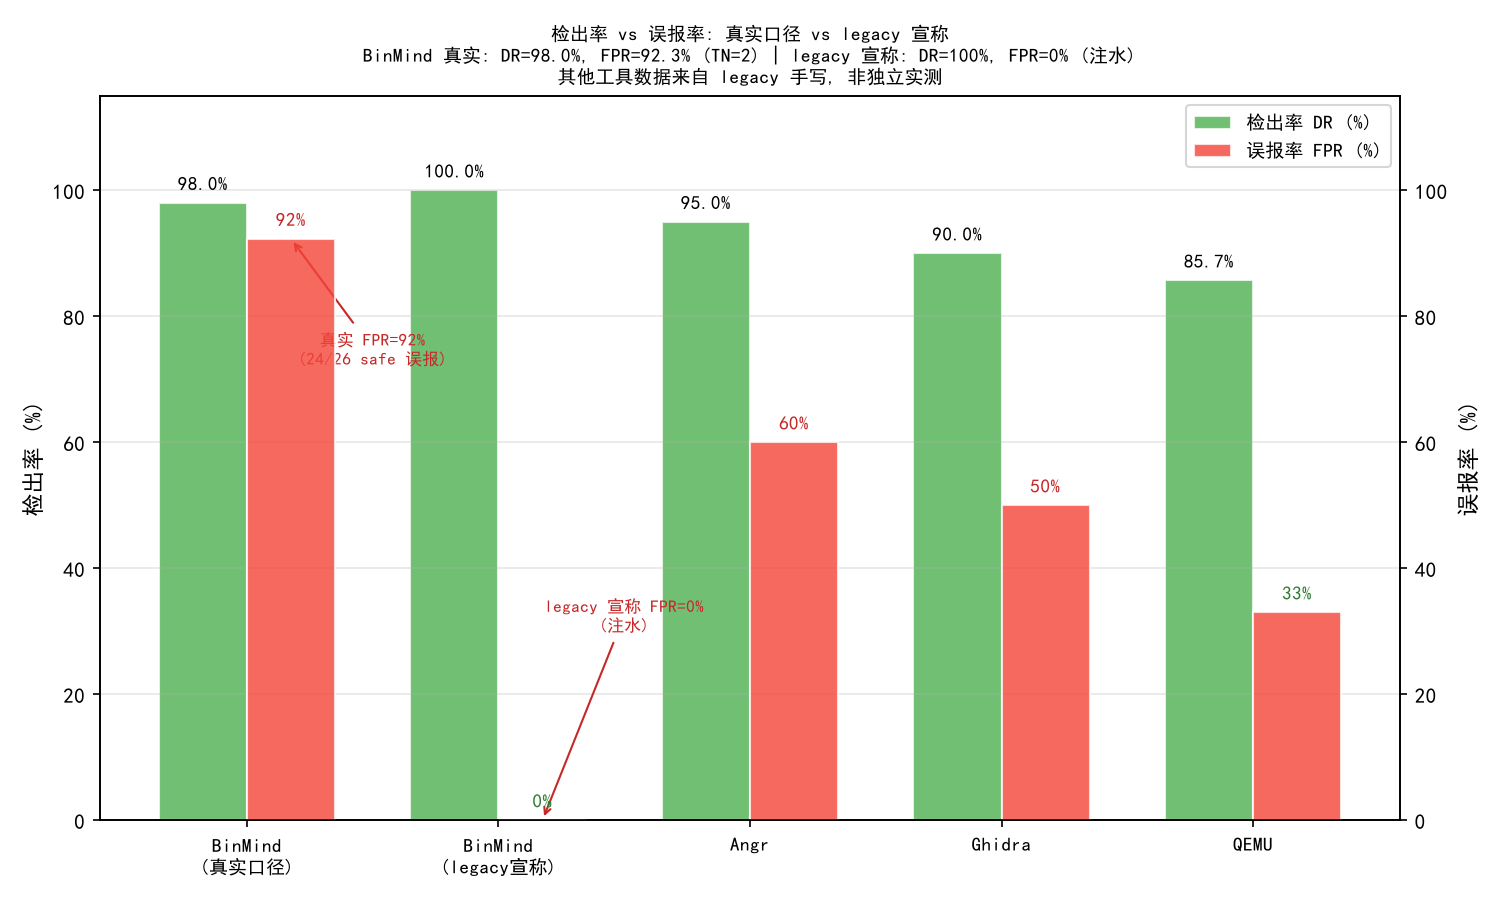 检出率 vs 误报率: 真实口径 vs legacy 宣称
BinMind 真实: DR=98.0%, FPR=92.3% (TN=2) | legacy 宣称: DR=100%, FPR=0% (注水)
其他工具数据来自 legacy 手写, 非独立实测
检出率 DR (%)
误报率 FPR (%)
98.0%
92%
100.0%
95.0%
90.0%
85.7%
真实 FPR=92%
(24/26 safe 误报)
60%
50%
33%
legacy 宣称 FPR=0%
(注水)
0%
检出率 (%)
100
80
60
40
20
0
误报率 (%)
100
80
60
40
20
0
BinMind
(真实口径)
BinMind
(legacy宣称)
Angr
Ghidra
QEMU